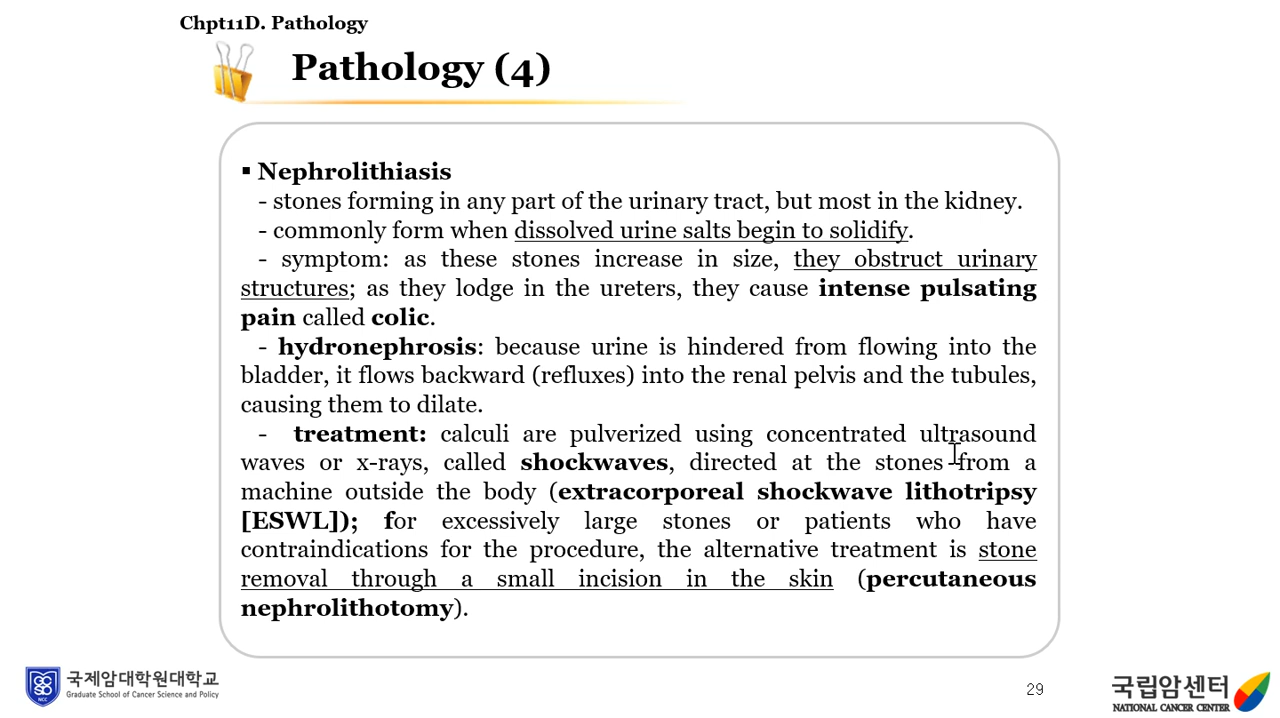 Chpt11D. Pathology
Pathology (4)
▪ Nephrolithiasis
- stones forming in any part of the urinary tract, but most in the kidney.
- commonly form when dissolved urine salts begin to solidify.
- symptom: as these stones increase in size, they obstruct urinary
structures; as they lodge in the ureters, they cause intense pulsating
pain called colic.
- hydronephrosis: because urine is hindered from flowing into the
bladder, it flows backward (refluxes) into the renal pelvis and the tubules,
causing them to dilate.
- treatment: calculi are pulverized using concentrated ultrasound
waves or x-rays, called shockwaves, directed at the stones from a
machine outside the body (extracorporeal shockwave lithotripsy
[ESWL]); for excessively large stones or patients who have
contraindications for the procedure, the alternative treatment is stone
removal through a small incision in the skin (percutaneous
nephrolithotomy).
NCC
국제암대학원대학교
Graduate School of Cancer Science and Policy
29
국립암센터
NATIONAL CANCER CENTER